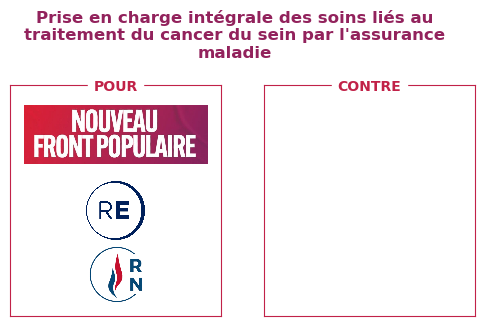 Prise en charge intégrale des soins liés au
traitement du cancer du sein par l'assurance
maladie
POUR
CONTRE
NOUVEAU
FRONT POPULAIRE
RE
R
N